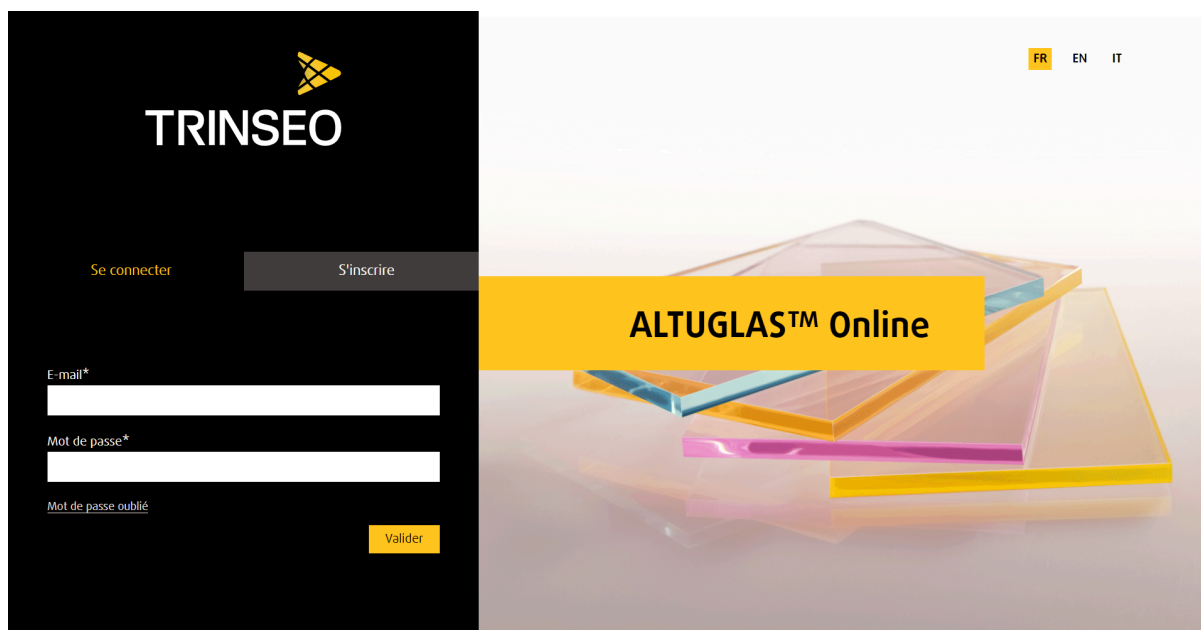 TRINSEO
FR EN IT
Se connecter S'inscrire
ALTUGLAS™ Online
E-mail*
Mot de passe*
Mot de passe oublié
Valider